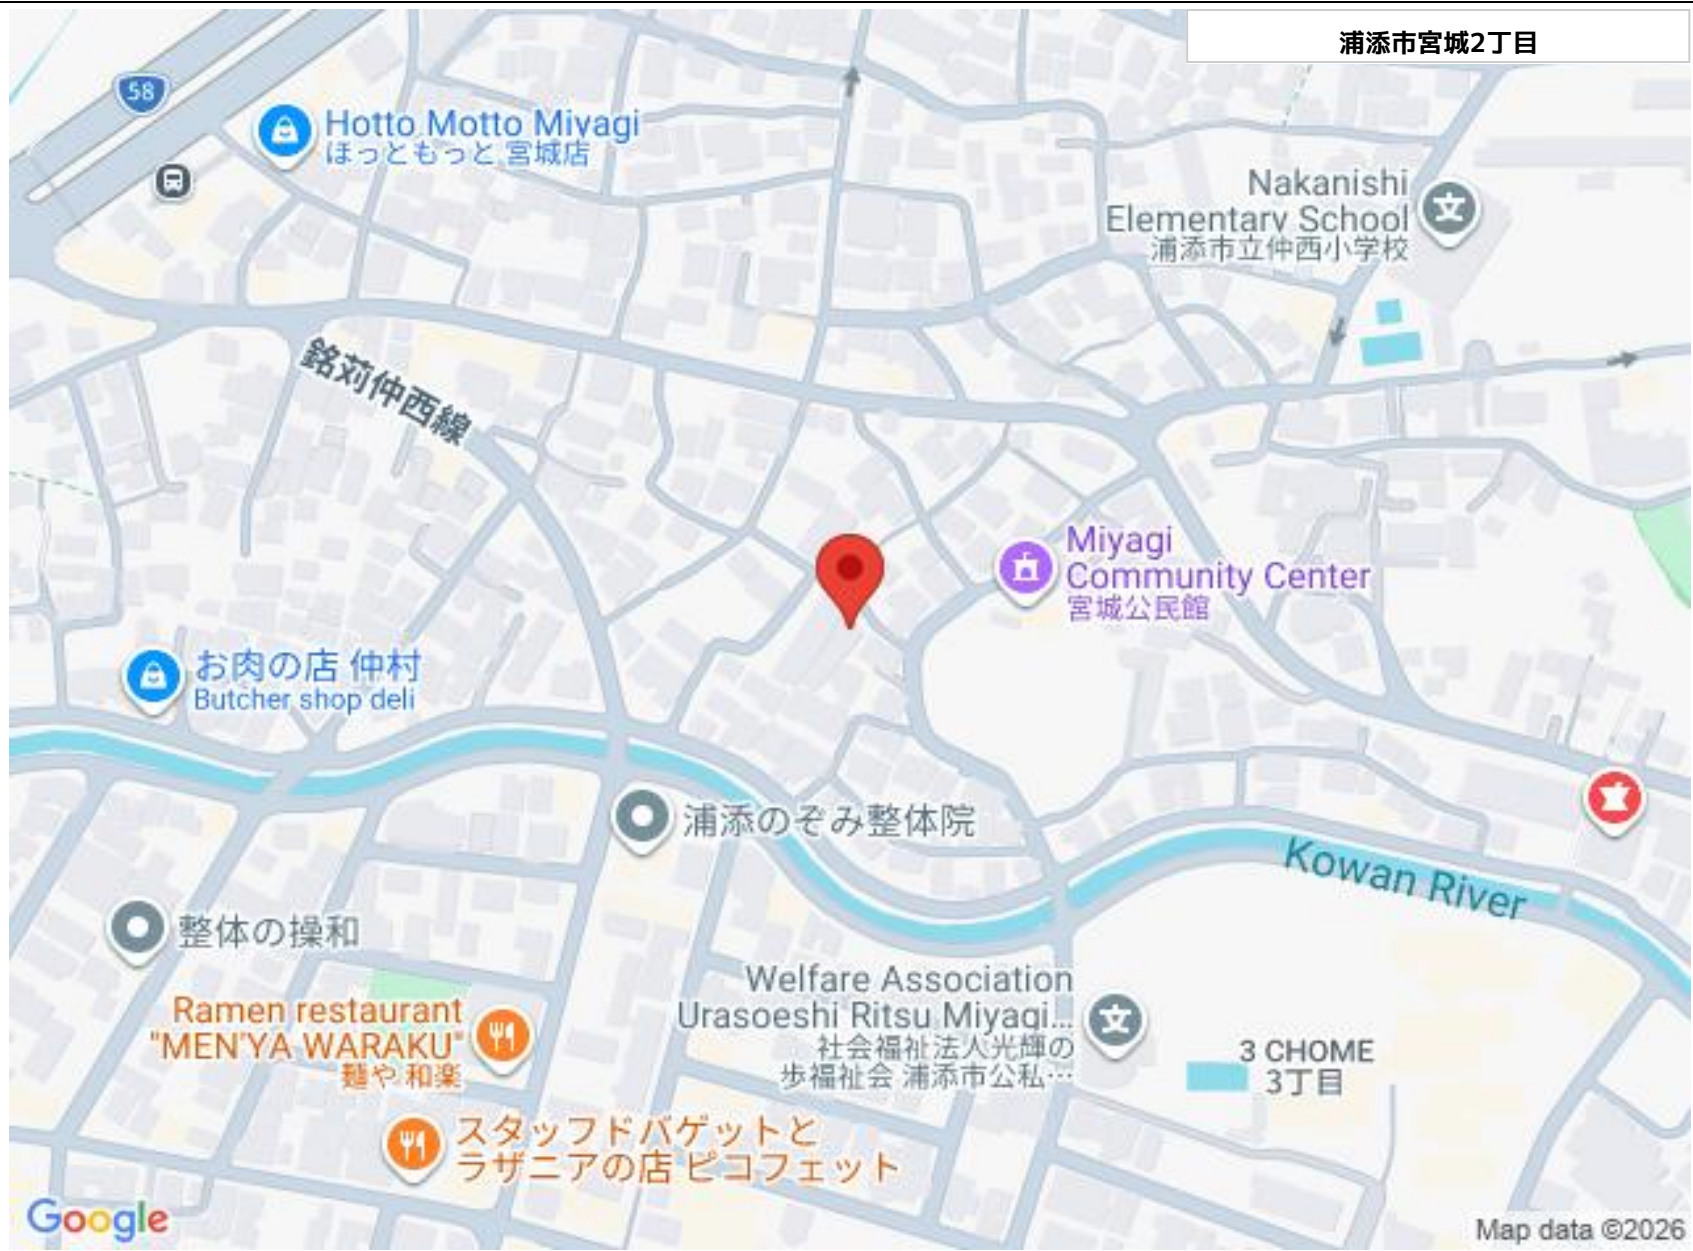 浦添市宮城2丁目
58
Hotto Motto Miyagi
ほっともっと 宮城店
Nakanishi
Elementary School
浦添市立仲西小学校
銘苅仲西線
Miyagi
Community Center
宮城公民館
お肉の店 仲村
Butcher shop deli
浦添のぞみ整体院
Kowan River
整体の操和
Welfare Association
Urasoeshi Ritsu Miyagi...
社会福祉法人光輝の
歩福祉会 浦添市公私…
Ramen restaurant
"MEN'YA WARAKU"
麺や 和楽
3 CHOME
3丁目
スタッフドバゲットと
ラザニアの店 ピコフェット
Google
Map data ©2026